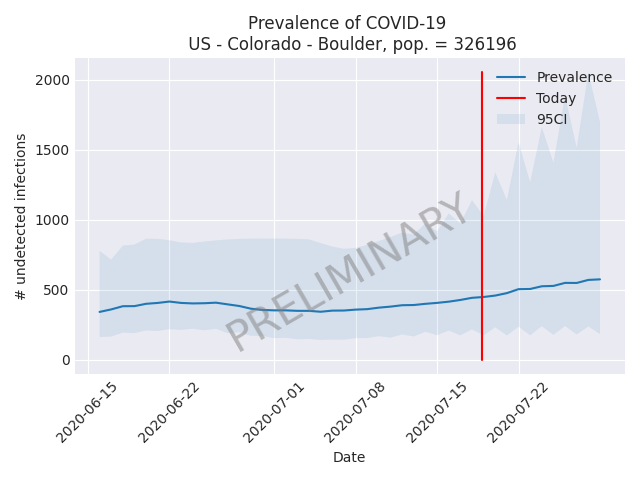 Prevalence of COVID-19
US - Colorado - Boulder, pop. = 326196
Prevalence
Today
95CI
PRELIMINARY
# undetected infections
2000
1500
1000
500
0
2020-06-15
2020-06-22
2020-07-01
2020-07-08
2020-07-15
2020-07-22
Date